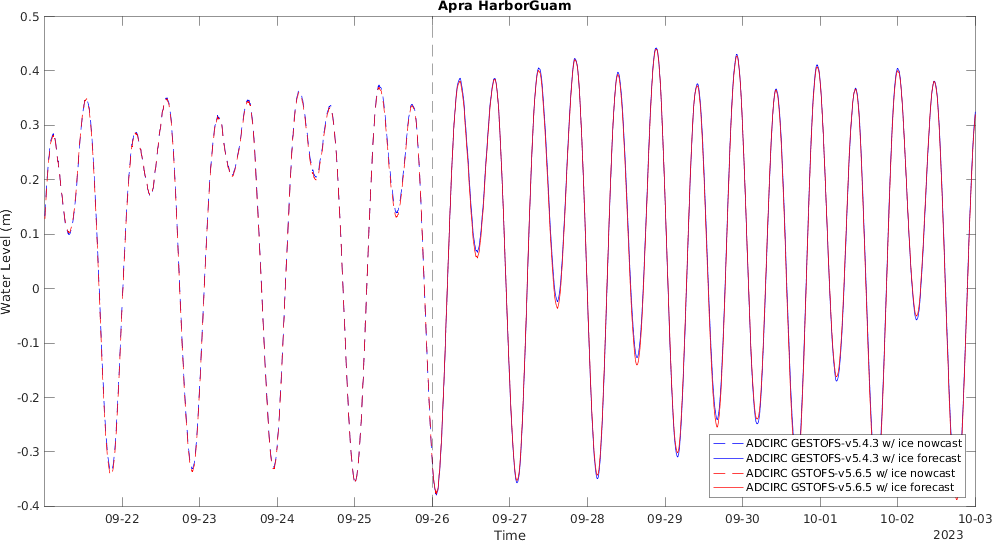 Apra HarborGuam
0.5
0.4
0.3
0.2
0.1
0
-0.1
-0.2
-0.3
-0.4
Water Level (m)
ADCIRC GESTOFS-v5.4.3 w/ ice nowcast
ADCIRC GESTOFS-v5.4.3 w/ ice forecast
ADCIRC GSTOFS-v5.6.5 w/ ice nowcast
ADCIRC GSTOFS-v5.6.5 w/ ice forecast
09-22 09-23 09-24 09-25 09-26 09-27 09-28 09-29 09-30 10-01 10-02 10-03
Time
2023